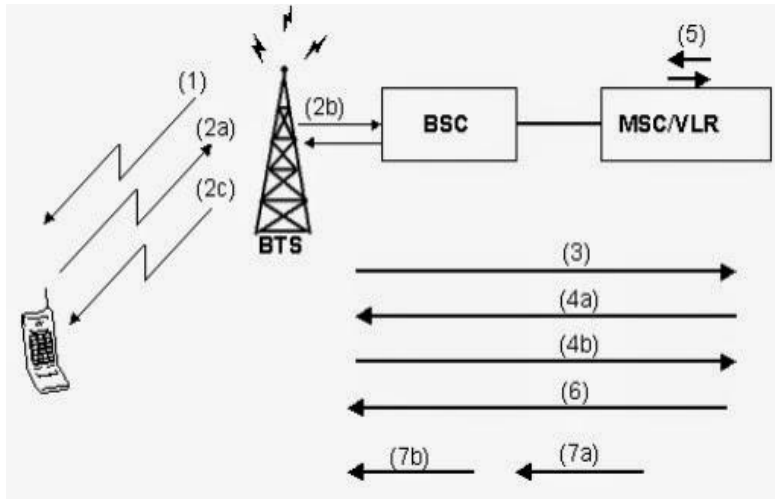 (5)
(1)
(2a)
(2b)
(2c)
BSC
MSC/VLR
BTS
(3)
(4a)
(4b)
(6)
(7b)
(7a)